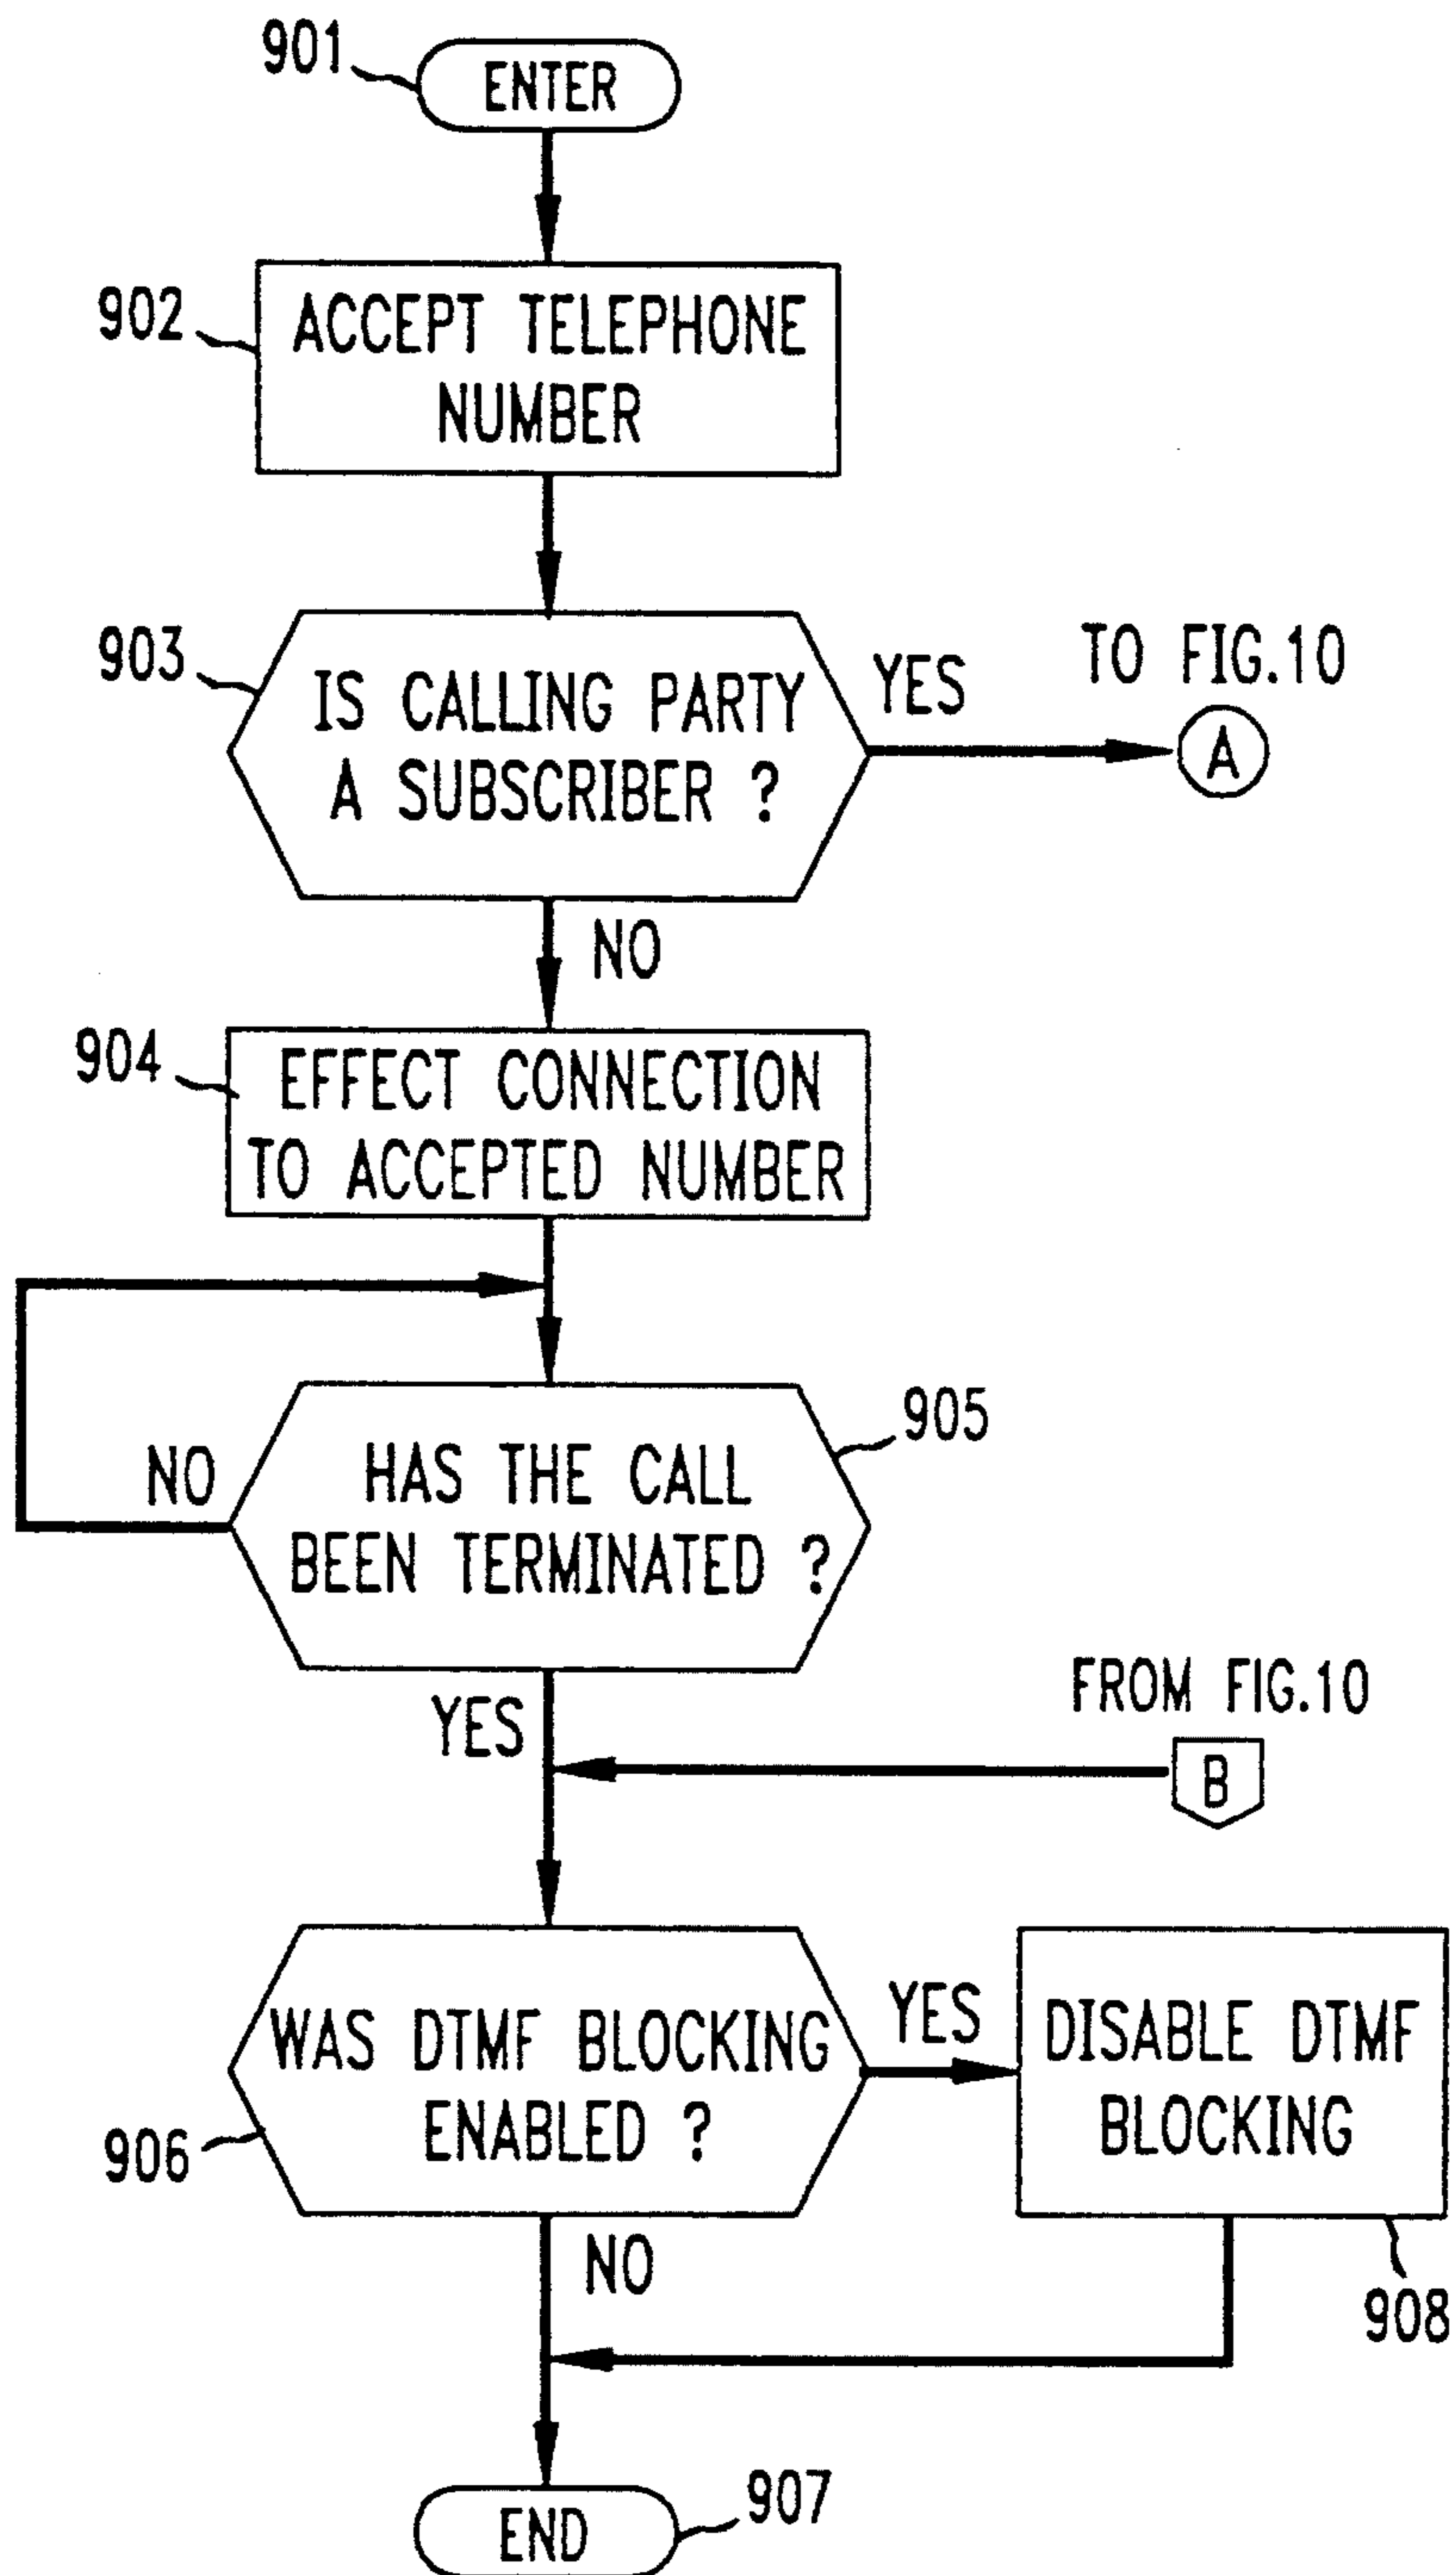 901
ENTER
902
ACCEPT TELEPHONE
NUMBER
903
IS CALLING PARTY
A SUBSCRIBER ?
YES
TO FIG.10
A
NO
904
EFFECT CONNECTION
TO ACCEPTED NUMBER
905
HAS THE CALL
BEEN TERMINATED ?
NO
YES
FROM FIG.10
B
WAS DTMF BLOCKING
ENABLED ?
906
YES
DISABLE DTMF
BLOCKING
908
NO
END
907